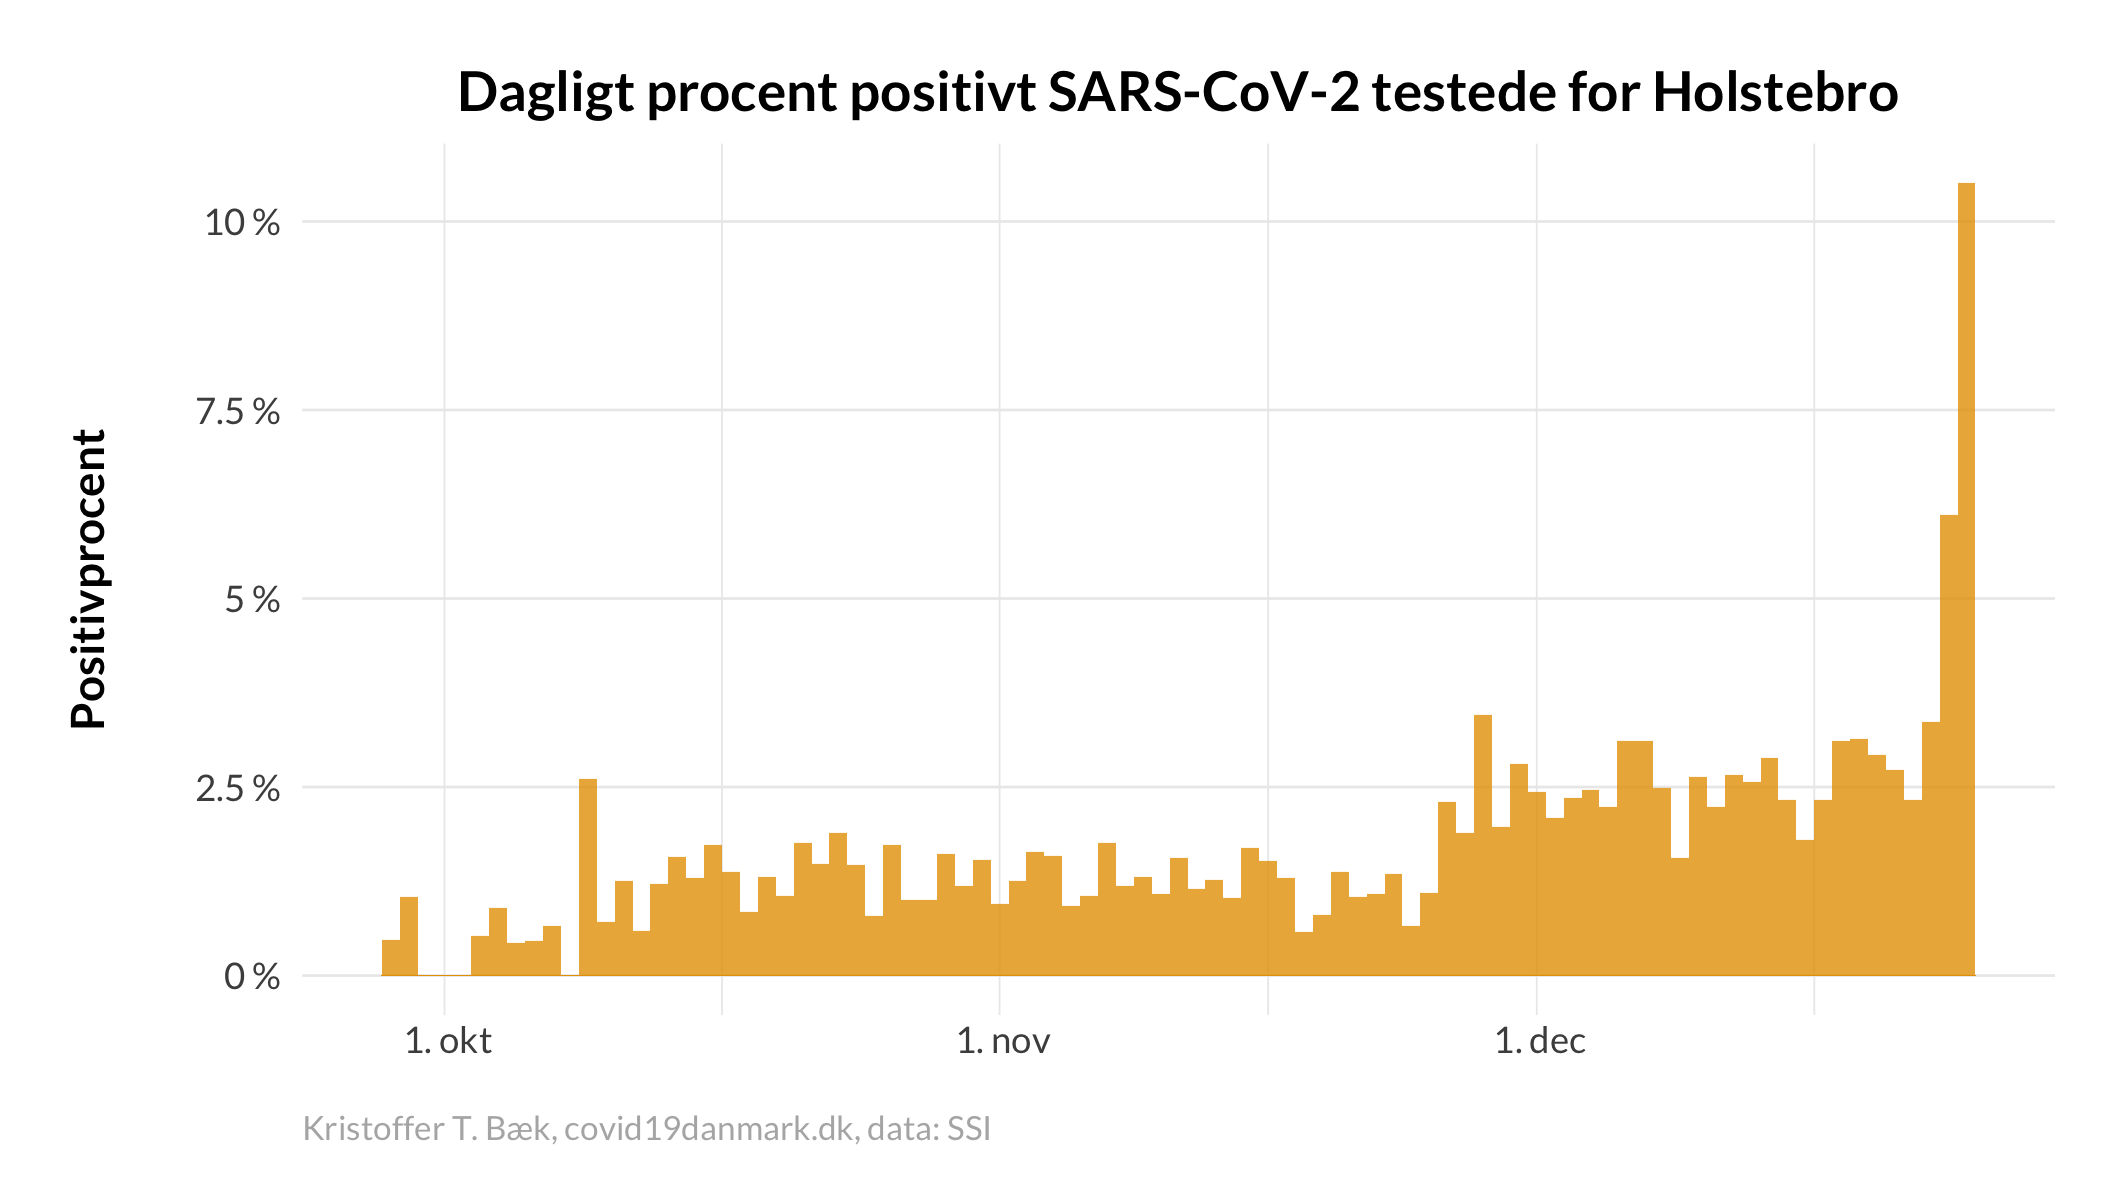 Dagligt procent positivt SARS-CoV-2 testede for Holstebro
Positivprocent
10 %
7.5 %
5 %
2.5 %
0 %
1. okt
1. nov
1. dec
Kristoffer T. Bæk, covid19danmark.dk, data: SSI